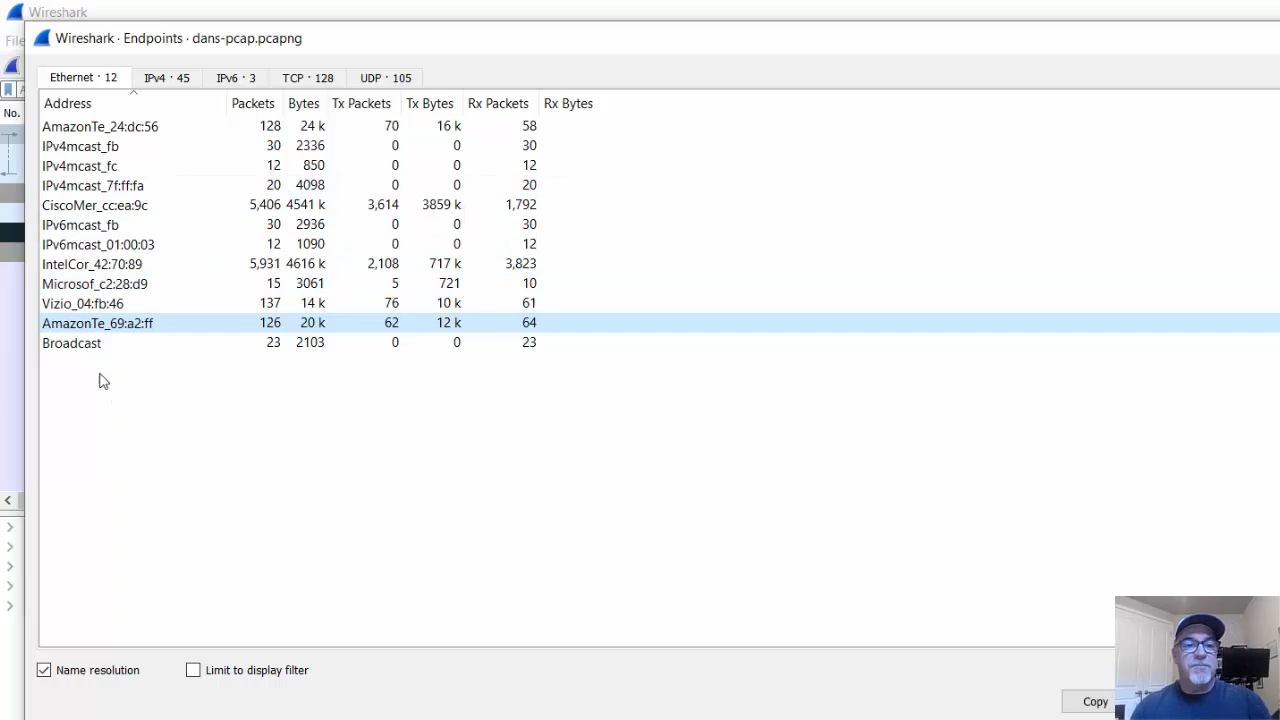 Wireshark
File
Wireshark · Endpoints · dans-pcap.pcapng
Ethernet · 12 IPv4 · 45 IPv6 · 3 TCP · 128 UDP · 105
No.
Address Packets Bytes Tx Packets Tx Bytes Rx Packets Rx Bytes
AmazonTe_24:dc:56 128 24 k 70 16 k 58
IPv4mcast_fb 30 2336 0 0 30
IPv4mcast_fc 12 850 0 0 12
IPv4mcast_7f:ff:fa 20 4098 0 0 20
CiscoMer_cc:ea:9c 5,406 4541 k 3,614 3859 k 1,792
IPv6mcast_fb 30 2936 0 0 30
IPv6mcast_01:00:03 12 1090 0 0 12
IntelCor_42:70:89 5,931 4616 k 2,108 717 k 3,823
Microsof_c2:28:d9 15 3061 5 721 10
Vizio_04:fb:46 137 14 k 76 10 k 61
AmazonTe_69:a2:ff 126 20 k 62 12 k 64
Broadcast 23 2103 0 0 23
Name resolution Limit to display filter
Copy